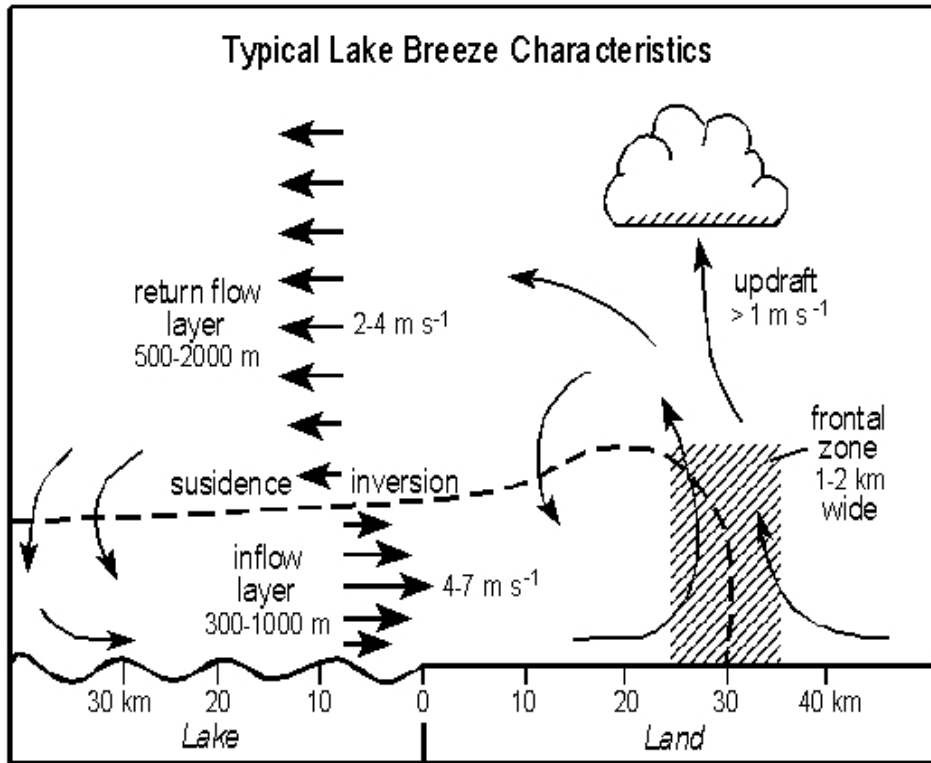 Typical Lake Breeze Characteristics
return flow
layer
500-2000 m
2-4 m s⁻¹
updraft
> 1 m s⁻¹
frontal
zone
1-2 km
wide
susidence inversion
inflow
layer
300-1000 m
4-7 m s⁻¹
30 km 20 10 0 10 20 30 40 km
Lake Land